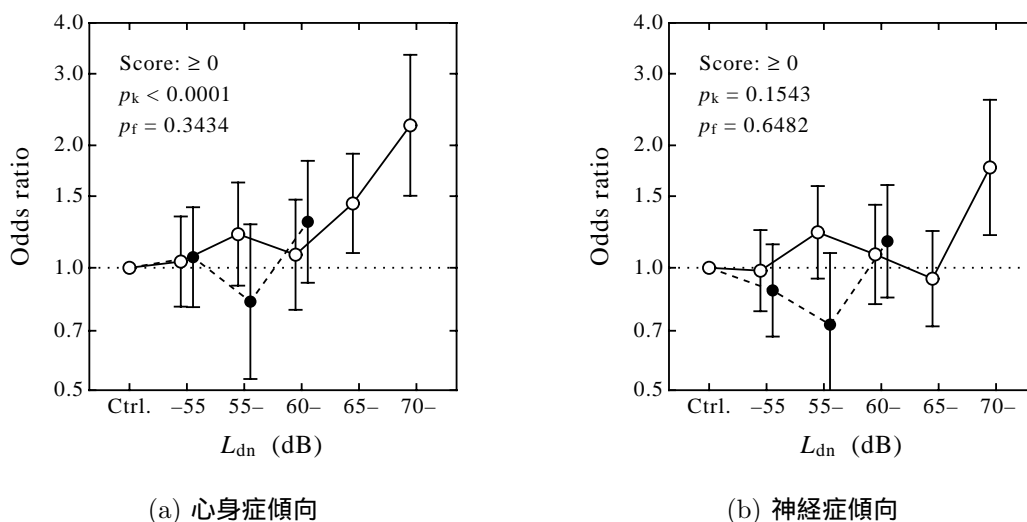 4.0
3.0
2.0
1.5
1.0
0.7
0.5
Odds ratio
Score: ≥ 0
pk < 0.0001
pf = 0.3434
Ctrl. –55 55– 60– 65– 70–
Ldn (dB)
(a) 心身症傾向
4.0
3.0
2.0
1.5
1.0
0.7
0.5
Odds ratio
Score: ≥ 0
pk = 0.1543
pf = 0.6482
Ctrl. –55 55– 60– 65– 70–
Ldn (dB)
(b) 神経症傾向